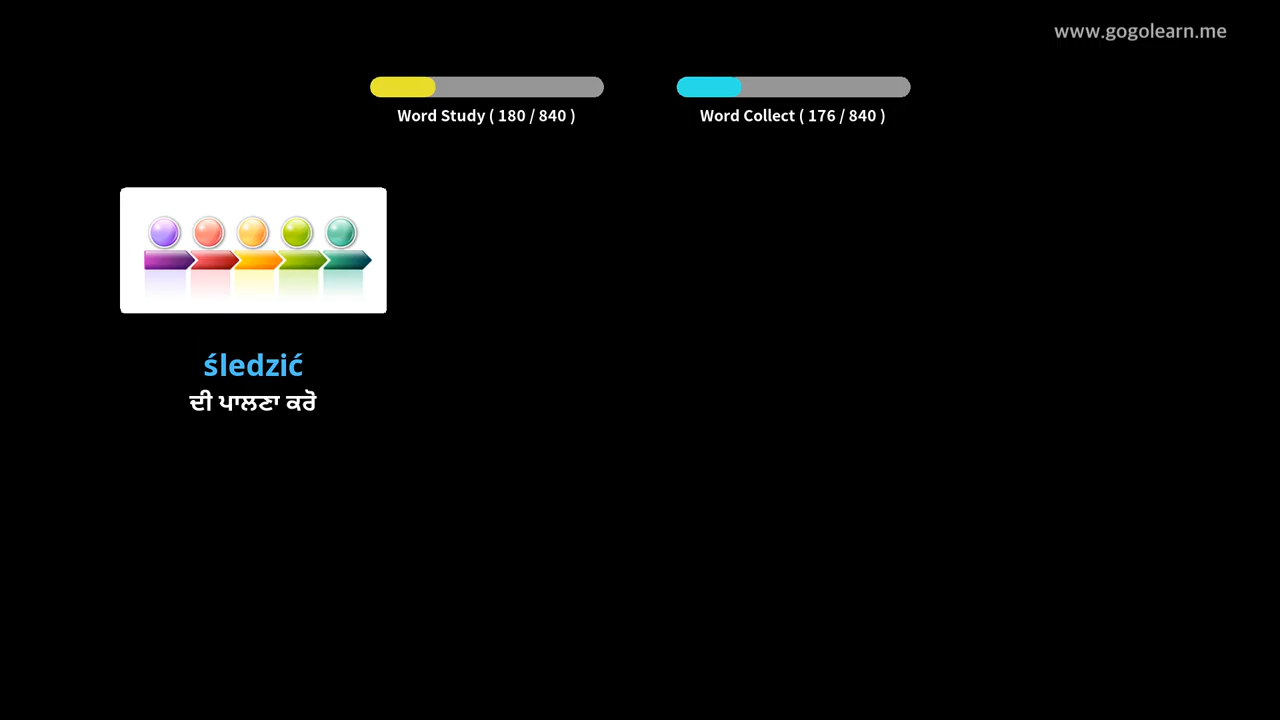 www.gogolearn.me
Word Study ( 180 / 840 )
Word Collect ( 176 / 840 )
śledzić
ਦੀ ਪਾਲਣਾ ਕਰੋ